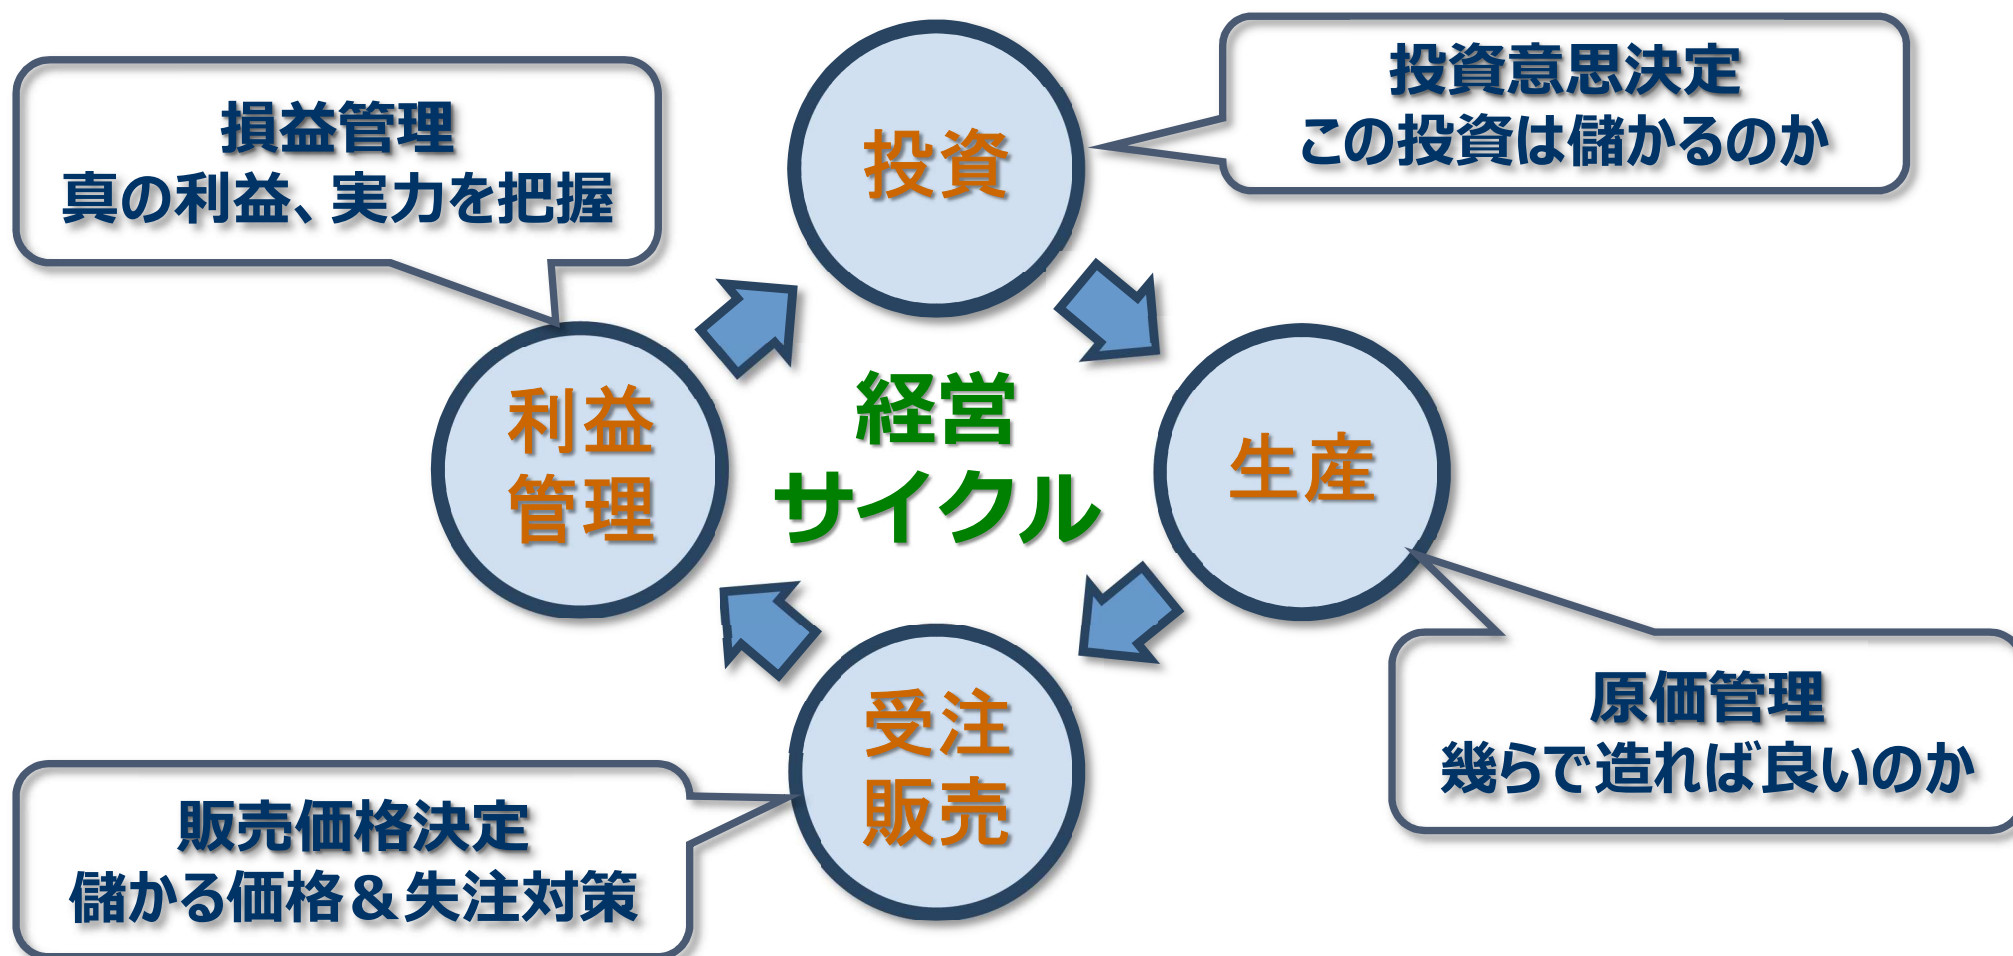 投資意思決定
この投資は儲かるのか
損益管理
真の利益、実力を把握
投資
利益
管理
経営
サイクル
生産
受注
販売
原価管理
幾らで造れば良いのか
販売価格決定
儲かる価格＆失注対策